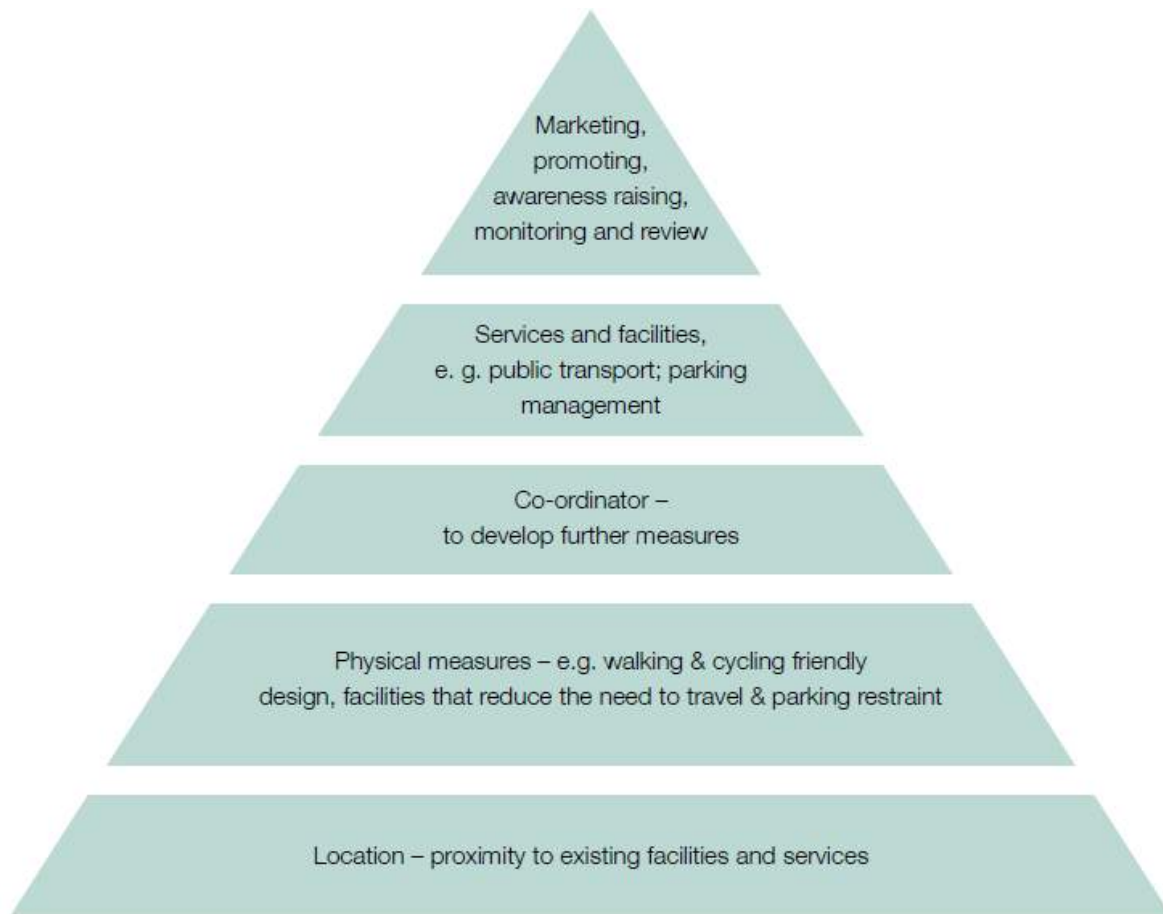 Marketing,
promoting,
awareness raising,
monitoring and review
Services and facilities,
e. g. public transport; parking
management
Co-ordinator –
to develop further measures
Physical measures – e.g. walking & cycling friendly
design, facilities that reduce the need to travel & parking restraint
Location – proximity to existing facilities and services